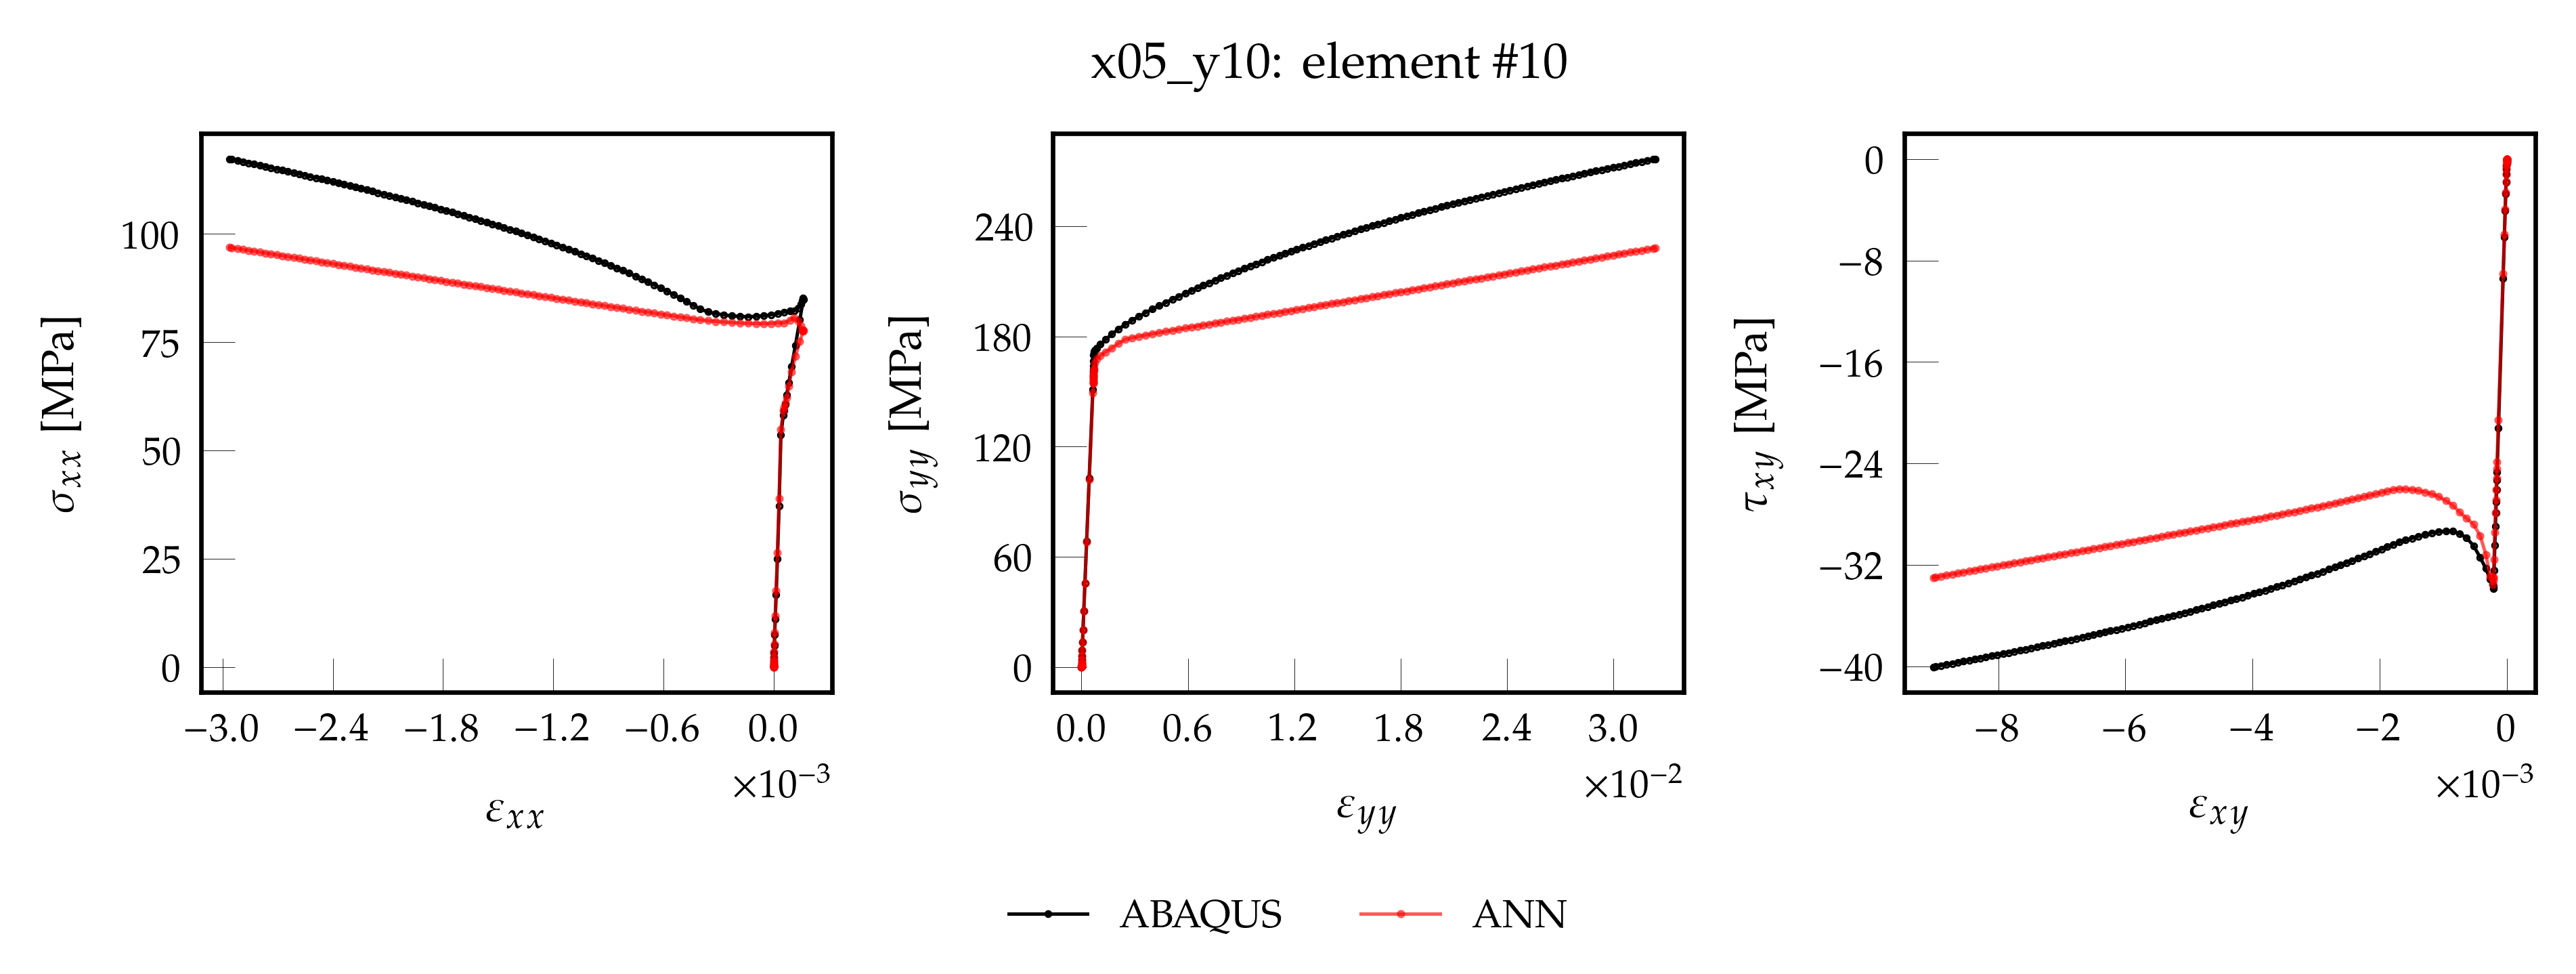 x05_y10: element #10
σxx [MPa]
100
75
50
25
0
−3.0 −2.4 −1.8 −1.2 −0.6 0.0
×10−3
εxx
σyy [MPa]
240
180
120
60
0
0.0 0.6 1.2 1.8 2.4 3.0
×10−2
εyy
τxy [MPa]
0
−8
−16
−24
−32
−40
−8 −6 −4 −2 0
×10−3
εxy
ABAQUS ANN